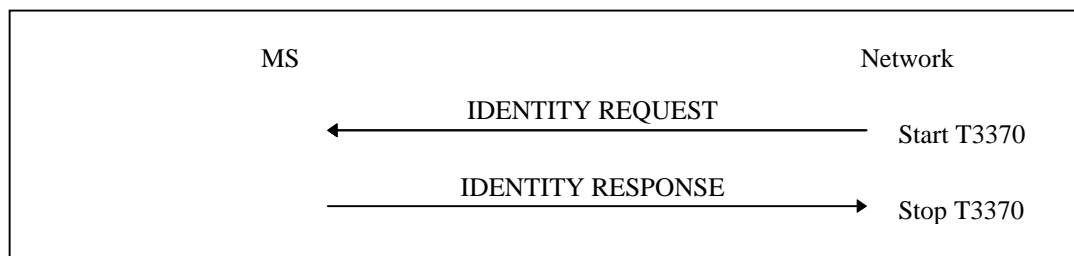 MS Network
IDENTITY REQUEST
Start T3370
IDENTITY RESPONSE
Stop T3370